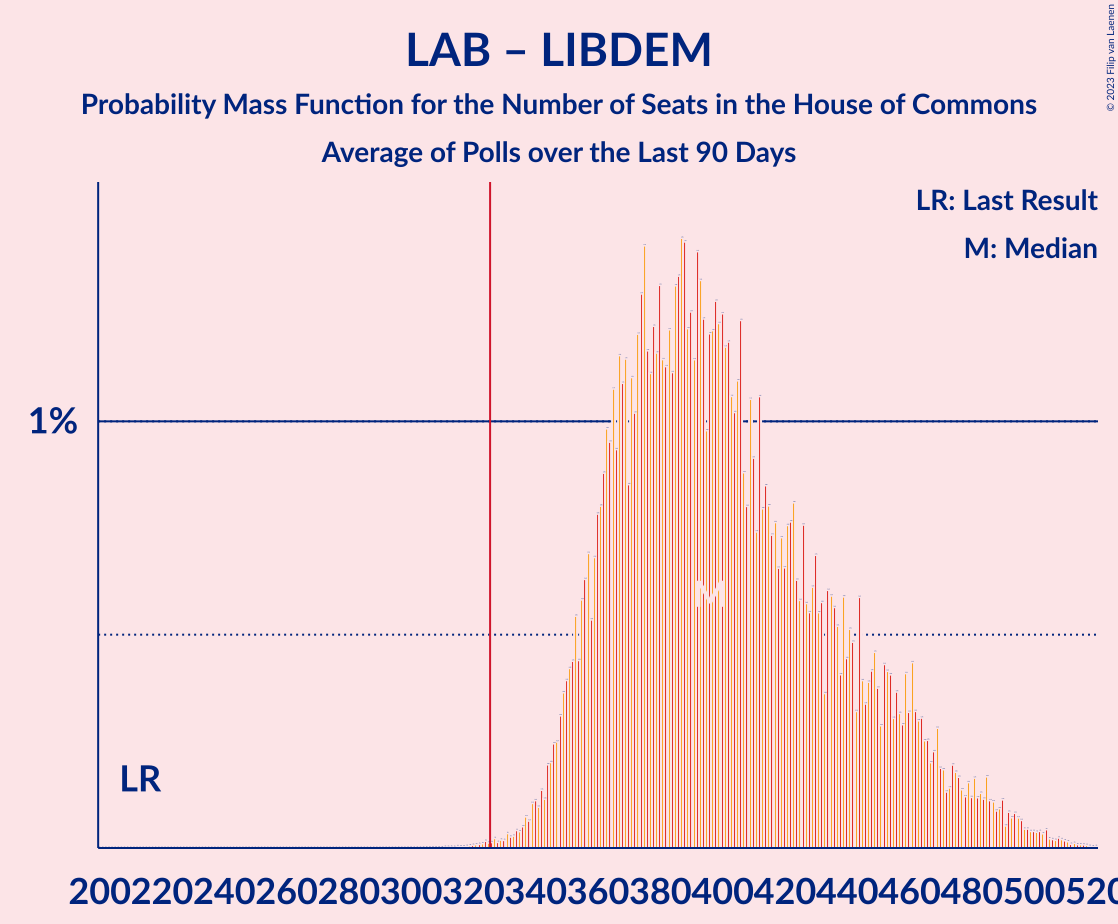 LAB – LIBDEM
Probability Mass Function for the Number of Seats in the House of Commons
Average of Polls over the Last 90 Days
© 2023 Filip van Laenen
LR: Last Result
M: Median
1%
M
LR
200220240260280300320340360380400420440460480500520